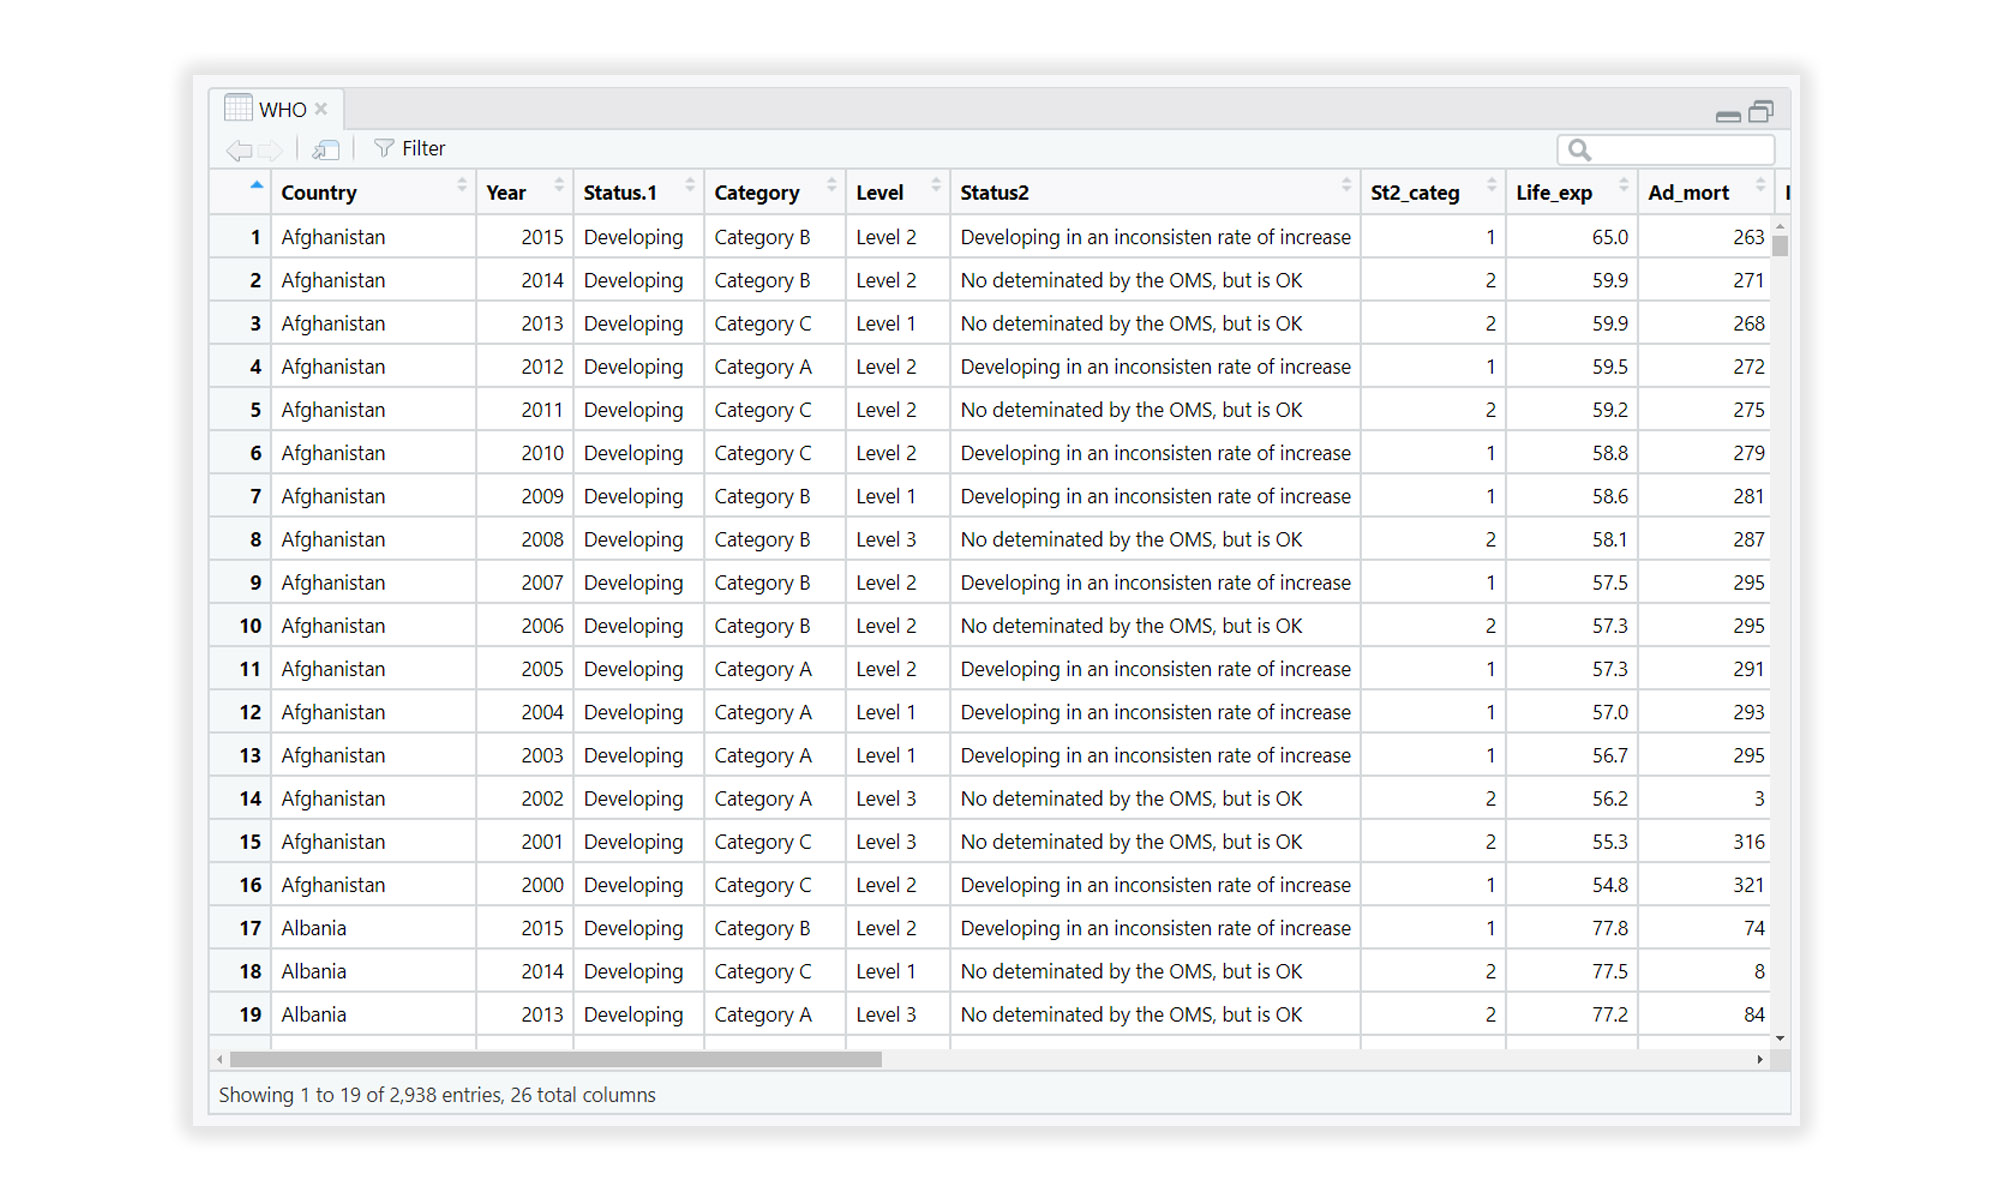 WHO
Filter
Country Year Status.1 Category Level Status2 St2_categ Life_exp Ad_mort
1 Afghanistan 2015 Developing Category B Level 2 Developing in an inconsisten rate of increase 1 65.0 263
2 Afghanistan 2014 Developing Category B Level 2 No deteminated by the OMS, but is OK 2 59.9 271
3 Afghanistan 2013 Developing Category C Level 1 No deteminated by the OMS, but is OK 2 59.9 268
4 Afghanistan 2012 Developing Category A Level 2 Developing in an inconsisten rate of increase 1 59.5 272
5 Afghanistan 2011 Developing Category C Level 2 No deteminated by the OMS, but is OK 2 59.2 275
6 Afghanistan 2010 Developing Category C Level 2 Developing in an inconsisten rate of increase 1 58.8 279
7 Afghanistan 2009 Developing Category B Level 1 Developing in an inconsisten rate of increase 1 58.6 281
8 Afghanistan 2008 Developing Category B Level 3 No deteminated by the OMS, but is OK 2 58.1 287
9 Afghanistan 2007 Developing Category B Level 2 Developing in an inconsisten rate of increase 1 57.5 295
10 Afghanistan 2006 Developing Category B Level 2 No deteminated by the OMS, but is OK 2 57.3 295
11 Afghanistan 2005 Developing Category A Level 2 Developing in an inconsisten rate of increase 1 57.3 291
12 Afghanistan 2004 Developing Category A Level 1 Developing in an inconsisten rate of increase 1 57.0 293
13 Afghanistan 2003 Developing Category A Level 1 Developing in an inconsisten rate of increase 1 56.7 295
14 Afghanistan 2002 Developing Category A Level 3 No deteminated by the OMS, but is OK 2 56.2 3
15 Afghanistan 2001 Developing Category C Level 3 No deteminated by the OMS, but is OK 2 55.3 316
16 Afghanistan 2000 Developing Category C Level 2 Developing in an inconsisten rate of increase 1 54.8 321
17 Albania 2015 Developing Category B Level 2 Developing in an inconsisten rate of increase 1 77.8 74
18 Albania 2014 Developing Category C Level 1 No deteminated by the OMS, but is OK 2 77.5 8
19 Albania 2013 Developing Category A Level 3 No deteminated by the OMS, but is OK 2 77.2 84
Showing 1 to 19 of 2,938 entries, 26 total columns